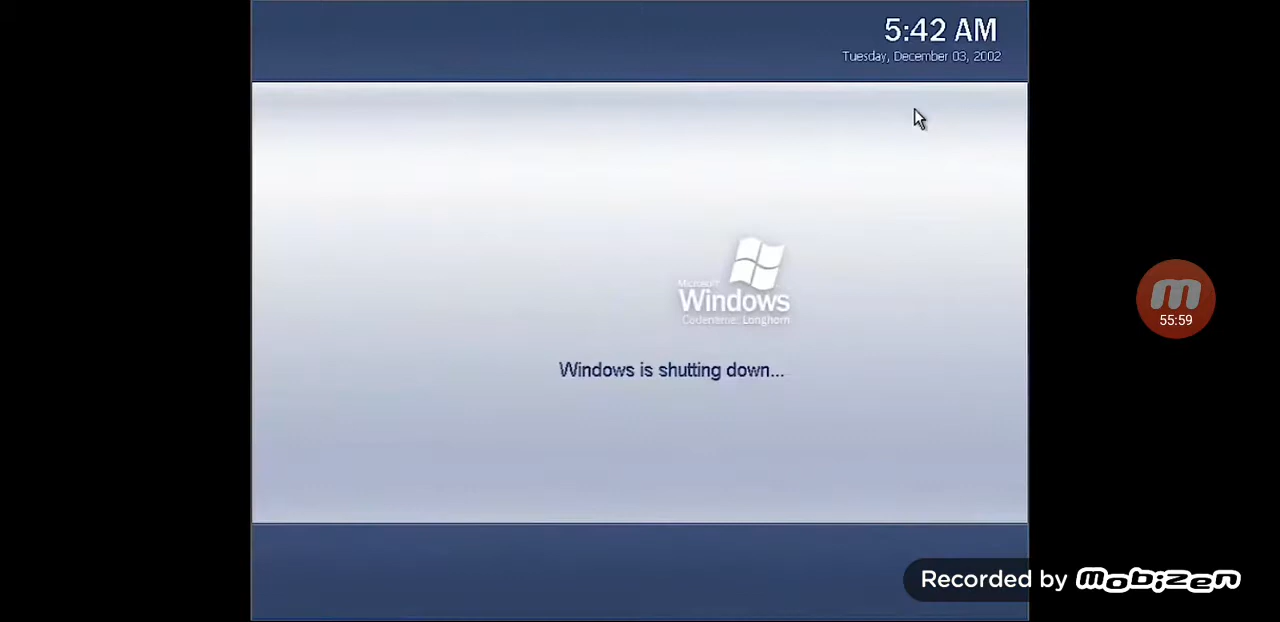 5:42 AM
Tuesday, December 03, 2002
Microsoft
Windows
Codename: Longhorn
Windows is shutting down...
55:59
Recorded by mobizen